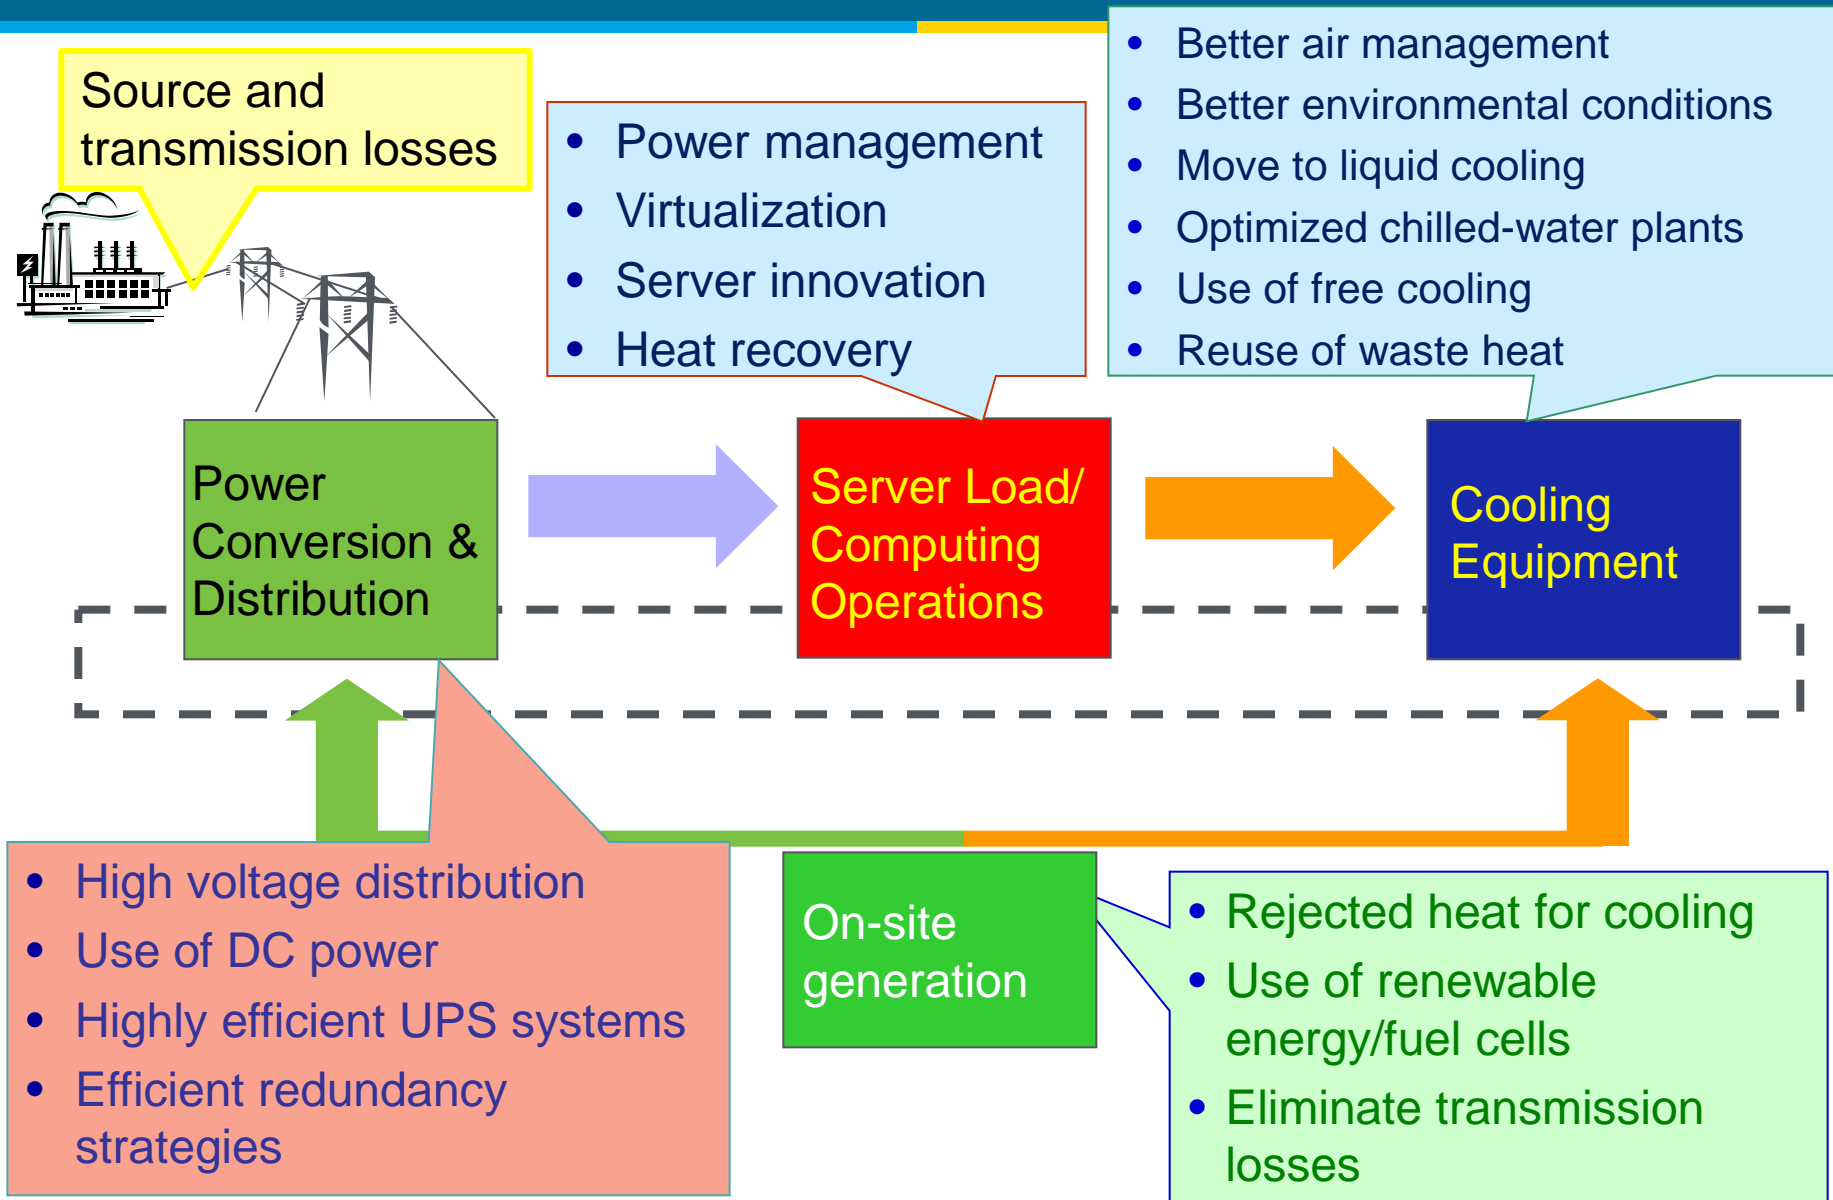 Source and
transmission losses
• Power management
• Virtualization
• Server innovation
• Heat recovery
• Better air management
• Better environmental conditions
• Move to liquid cooling
• Optimized chilled-water plants
• Use of free cooling
• Reuse of waste heat
Power
Conversion &
Distribution
Server Load/
Computing
Operations
Cooling
Equipment
• High voltage distribution
• Use of DC power
• Highly efficient UPS systems
• Efficient redundancy
strategies
On-site
generation
• Rejected heat for cooling
• Use of renewable
energy/fuel cells
• Eliminate transmission
losses